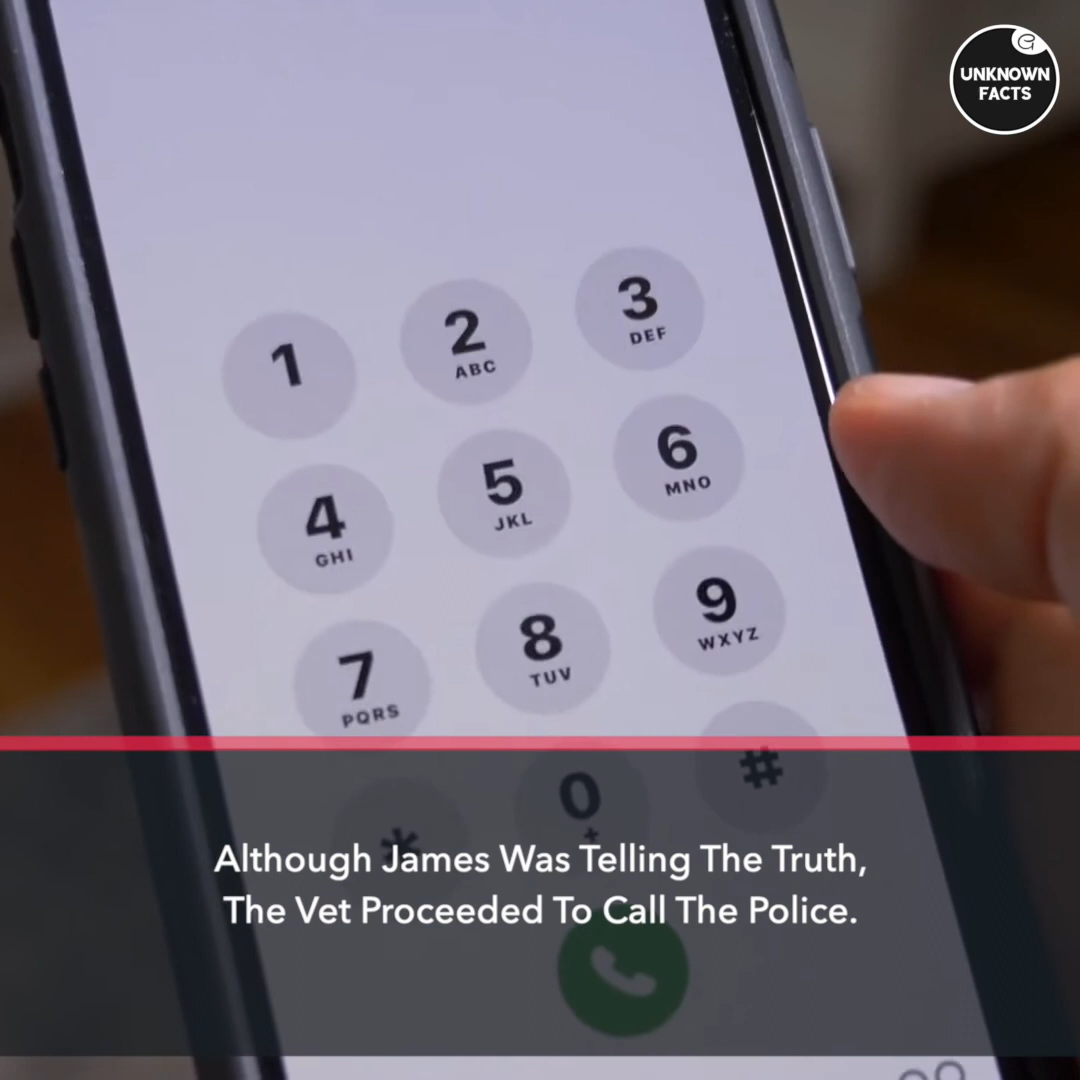 UNKNOWN
FACTS
1
2
ABC
3
DEF
4
GHI
5
JKL
6
MNO
7
PQRS
8
TUV
9
WXYZ
*
0
+
#
Although James Was Telling The Truth,
The Vet Proceeded To Call The Police.